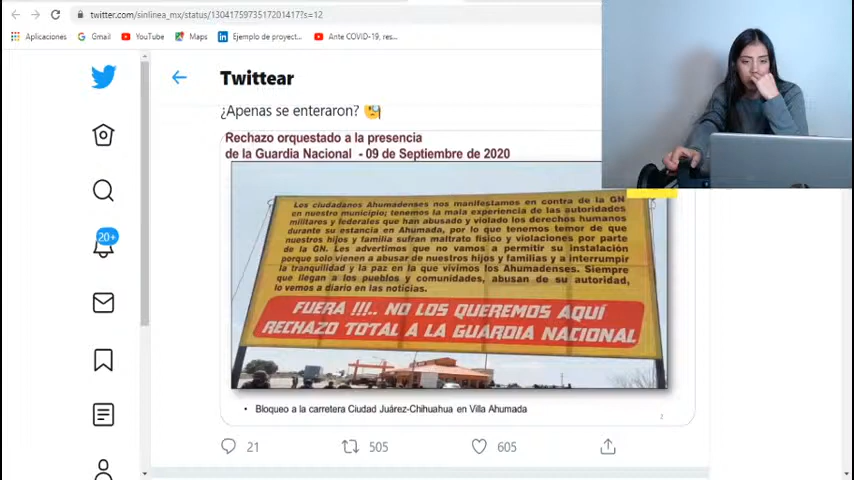 twitter.com/sinlinea_mx/status/1304175973517201417?s=12
Aplicaciones
Gmail
YouTube
Maps
Ejemplo de proyect...
Ante COVID-19, res...
Twittear
¿Apenas se enteraron?
Rechazo orquestado a la presencia
de la Guardia Nacional - 09 de Septiembre de 2020
Los ciudadanos Ahumadenses nos manifestamos en contra de la GN
en nuestro municipio; tenemos la mala experiencia de las autoridades
militares y federales que han abusado y violado los derechos humanos
durante su estancia en Ahumada, por lo que tenemos temor de que
nuestros hijos y familia sufran maltrato físico y violaciones por parte
de la GN. Les advertimos que no vamos a permitir su instalación
porque solo vienen a abusar de nuestros hijos y familias y a interrumpir
la tranquilidad y la paz en la que vivimos los Ahumadenses. Siempre
que llegan a los pueblos y comunidades, abusan de su autoridad,
lo vemos a diario en las noticias.
FUERA !!!.. NO LOS QUEREMOS AQUÍ
RECHAZO TOTAL A LA GUARDIA NACIONAL
• Bloqueo a la carretera Ciudad Juárez-Chihuahua en Villa Ahumada
2
20+
21
505
605